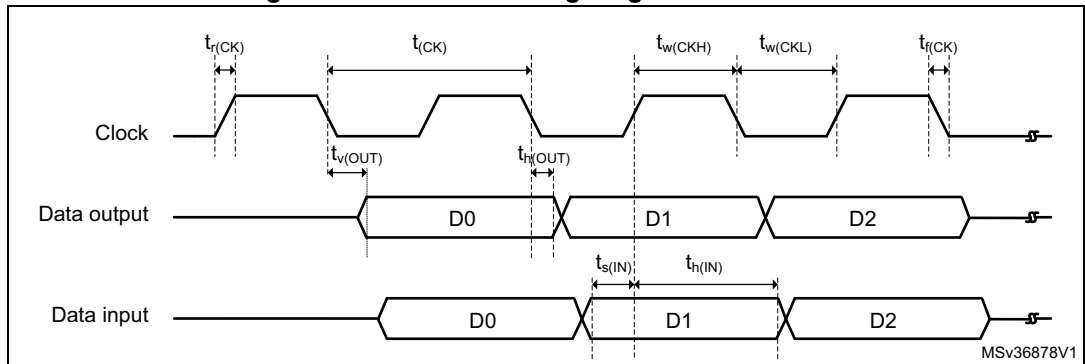 t_r(CK) t_(CK) t_w(CKH) t_w(CKL) t_f(CK)
Clock
t_v(OUT) t_h(OUT)
Data output D0 D1 D2
t_s(IN) t_h(IN)
Data input D0 D1 D2
MSv36878V1